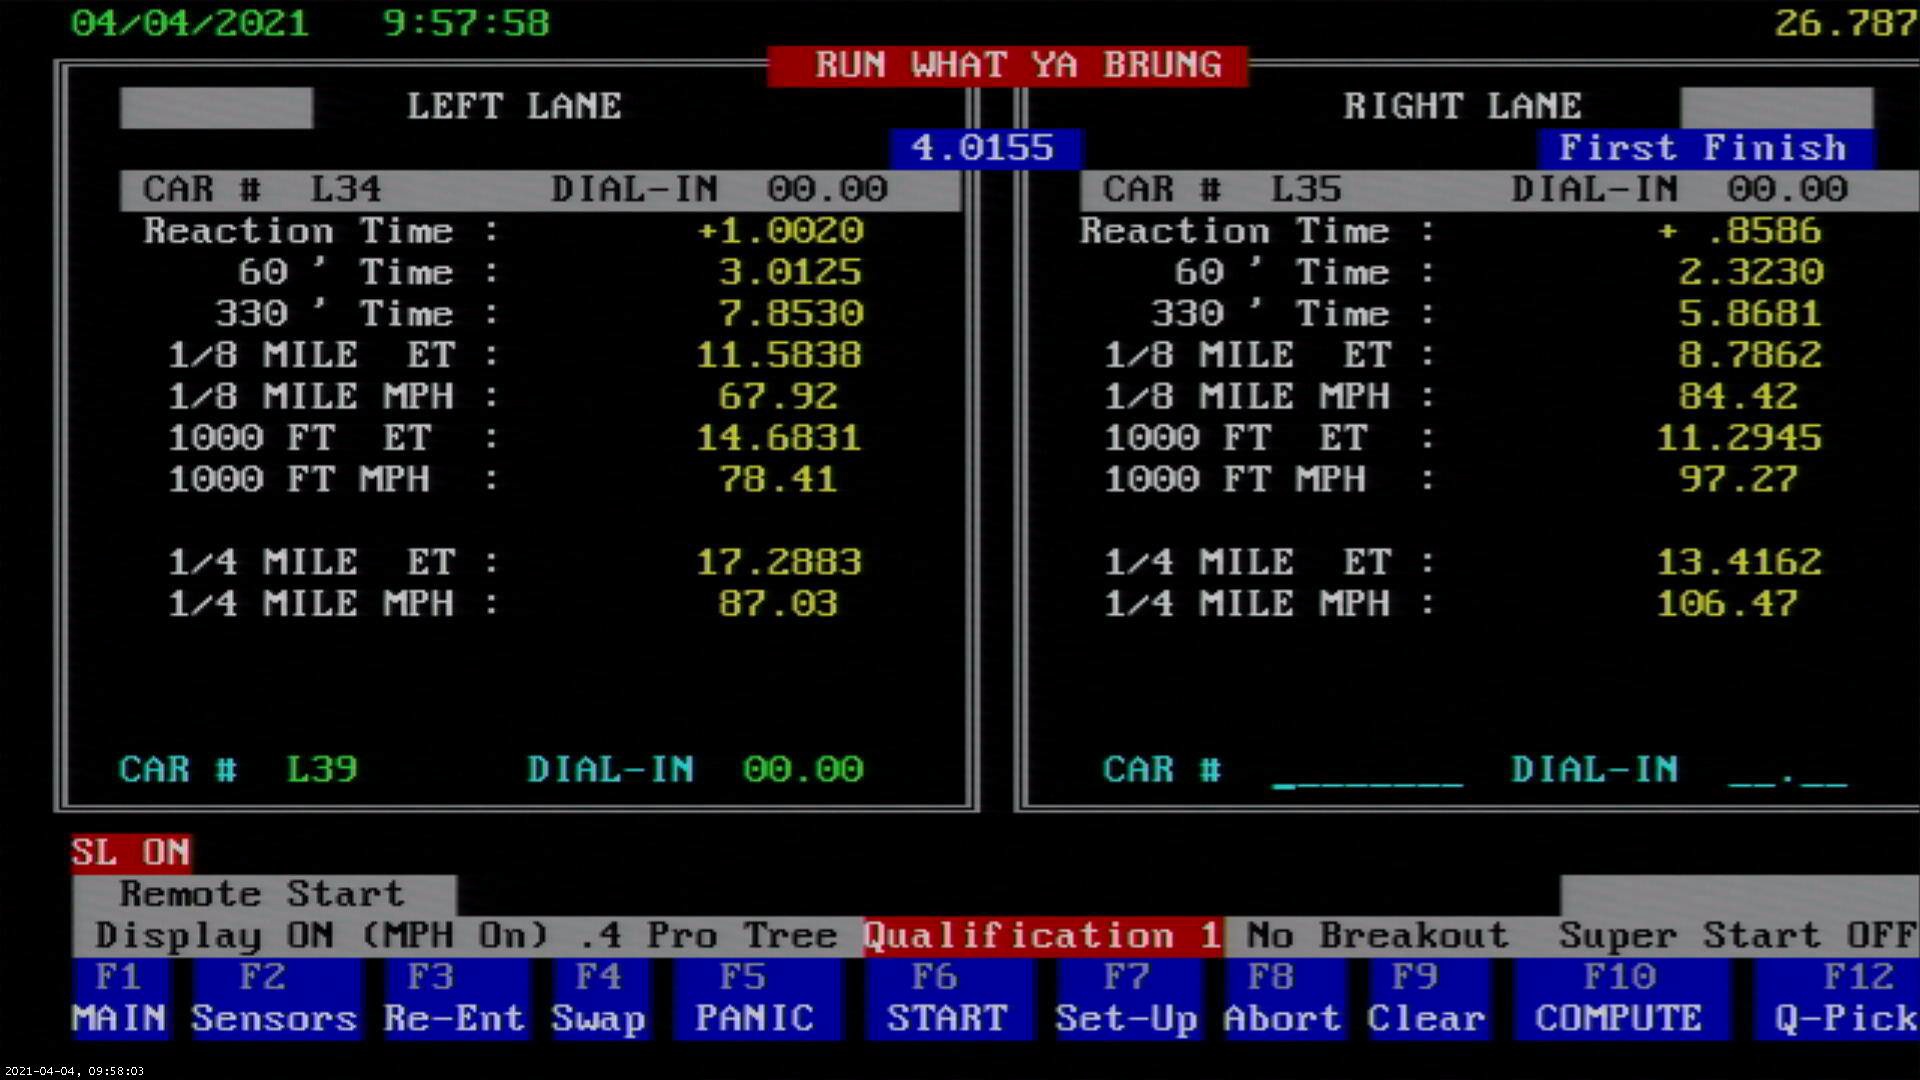 04/04/2021 9:57:58 26.787
RUN WHAT YA BRUNG
LEFT LANE RIGHT LANE
4.0155 First Finish
CAR # L34 DIAL-IN 00.00 CAR # L35 DIAL-IN 00.00
Reaction Time : +1.0020 Reaction Time : + .8586
60 ' Time : 3.0125 60 ' Time : 2.3230
330 ' Time : 7.8530 330 ' Time : 5.8681
1/8 MILE ET : 11.5838 1/8 MILE ET : 8.7862
1/8 MILE MPH : 67.92 1/8 MILE MPH : 84.42
1000 FT ET : 14.6831 1000 FT ET : 11.2945
1000 FT MPH : 78.41 1000 FT MPH : 97.27
1/4 MILE ET : 17.2883 1/4 MILE ET : 13.4162
1/4 MILE MPH : 87.03 1/4 MILE MPH : 106.47
CAR # L39 DIAL-IN 00.00 CAR # ________ DIAL-IN __.__
SL ON
Remote Start
Display ON (MPH On) .4 Pro Tree Qualification 1 No Breakout Super Start OFF
F1 F2 F3 F4 F5 F6 F7 F8 F9 F10 F12
MAIN Sensors Re-Ent Swap PANIC START Set-Up Abort Clear COMPUTE Q-Pick
2021-04-04, 09:58:03